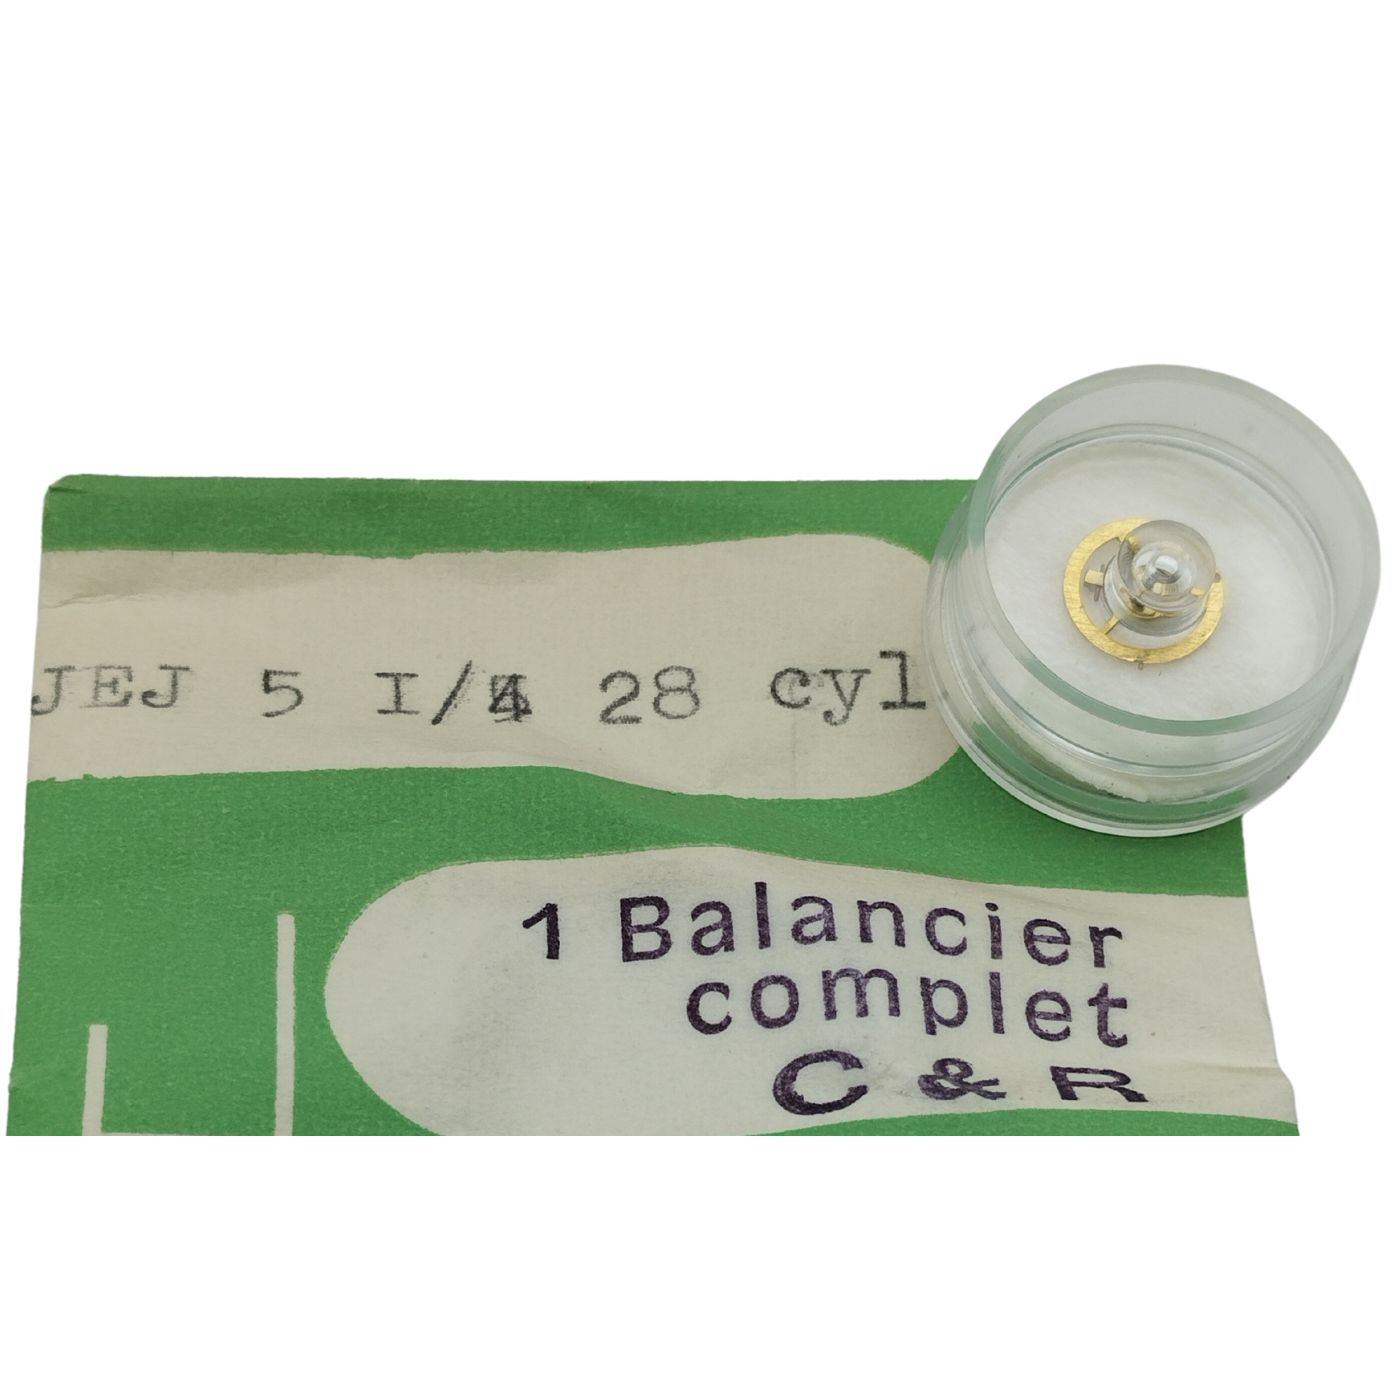 JEJ 5 I/4 28 cyl
1 Balancier
complet
C & R